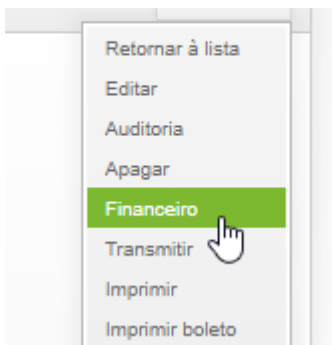 Retornar à lista
Editar
Auditoria
Apagar
Financeiro
Transmitir
Imprimir
Imprimir boleto